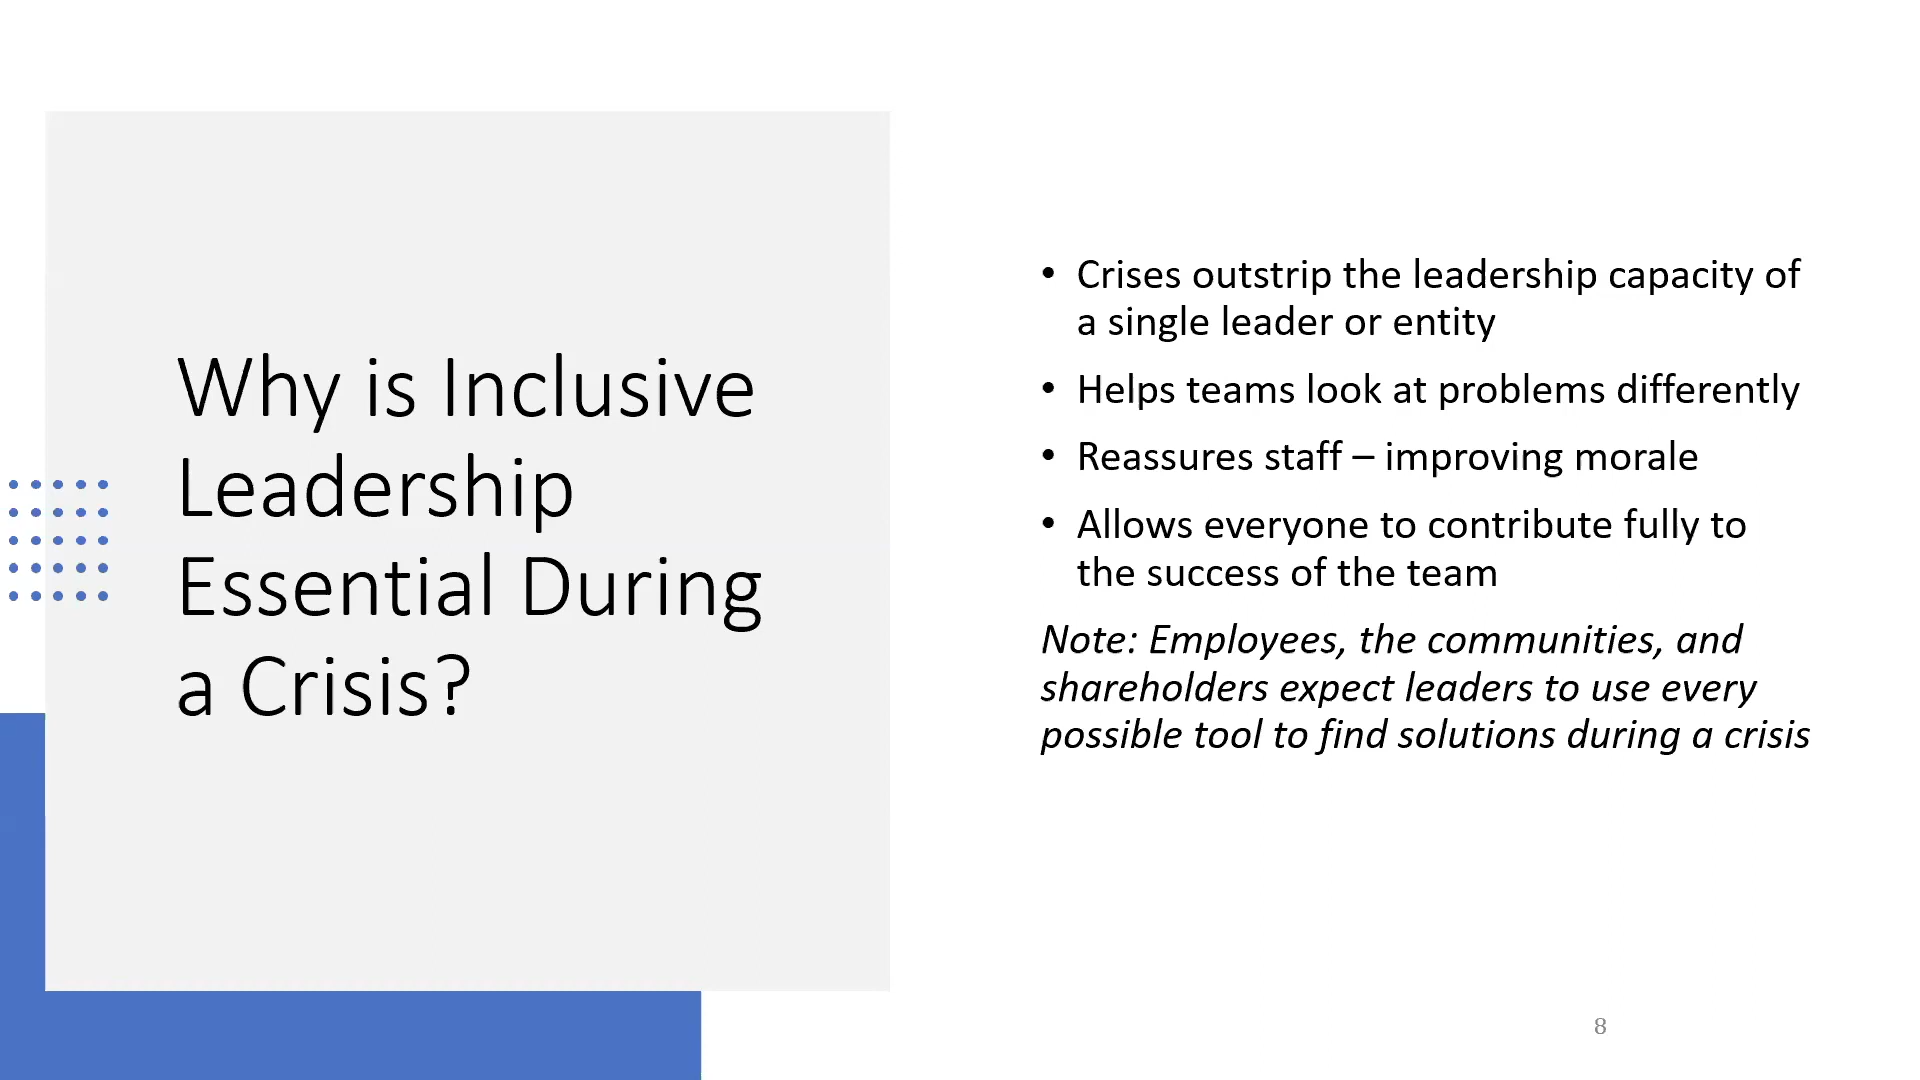 Why is Inclusive
Leadership
Essential During
a Crisis?
• Crises outstrip the leadership capacity of
a single leader or entity
• Helps teams look at problems differently
• Reassures staff – improving morale
• Allows everyone to contribute fully to
the success of the team
Note: Employees, the communities, and
shareholders expect leaders to use every
possible tool to find solutions during a crisis
8